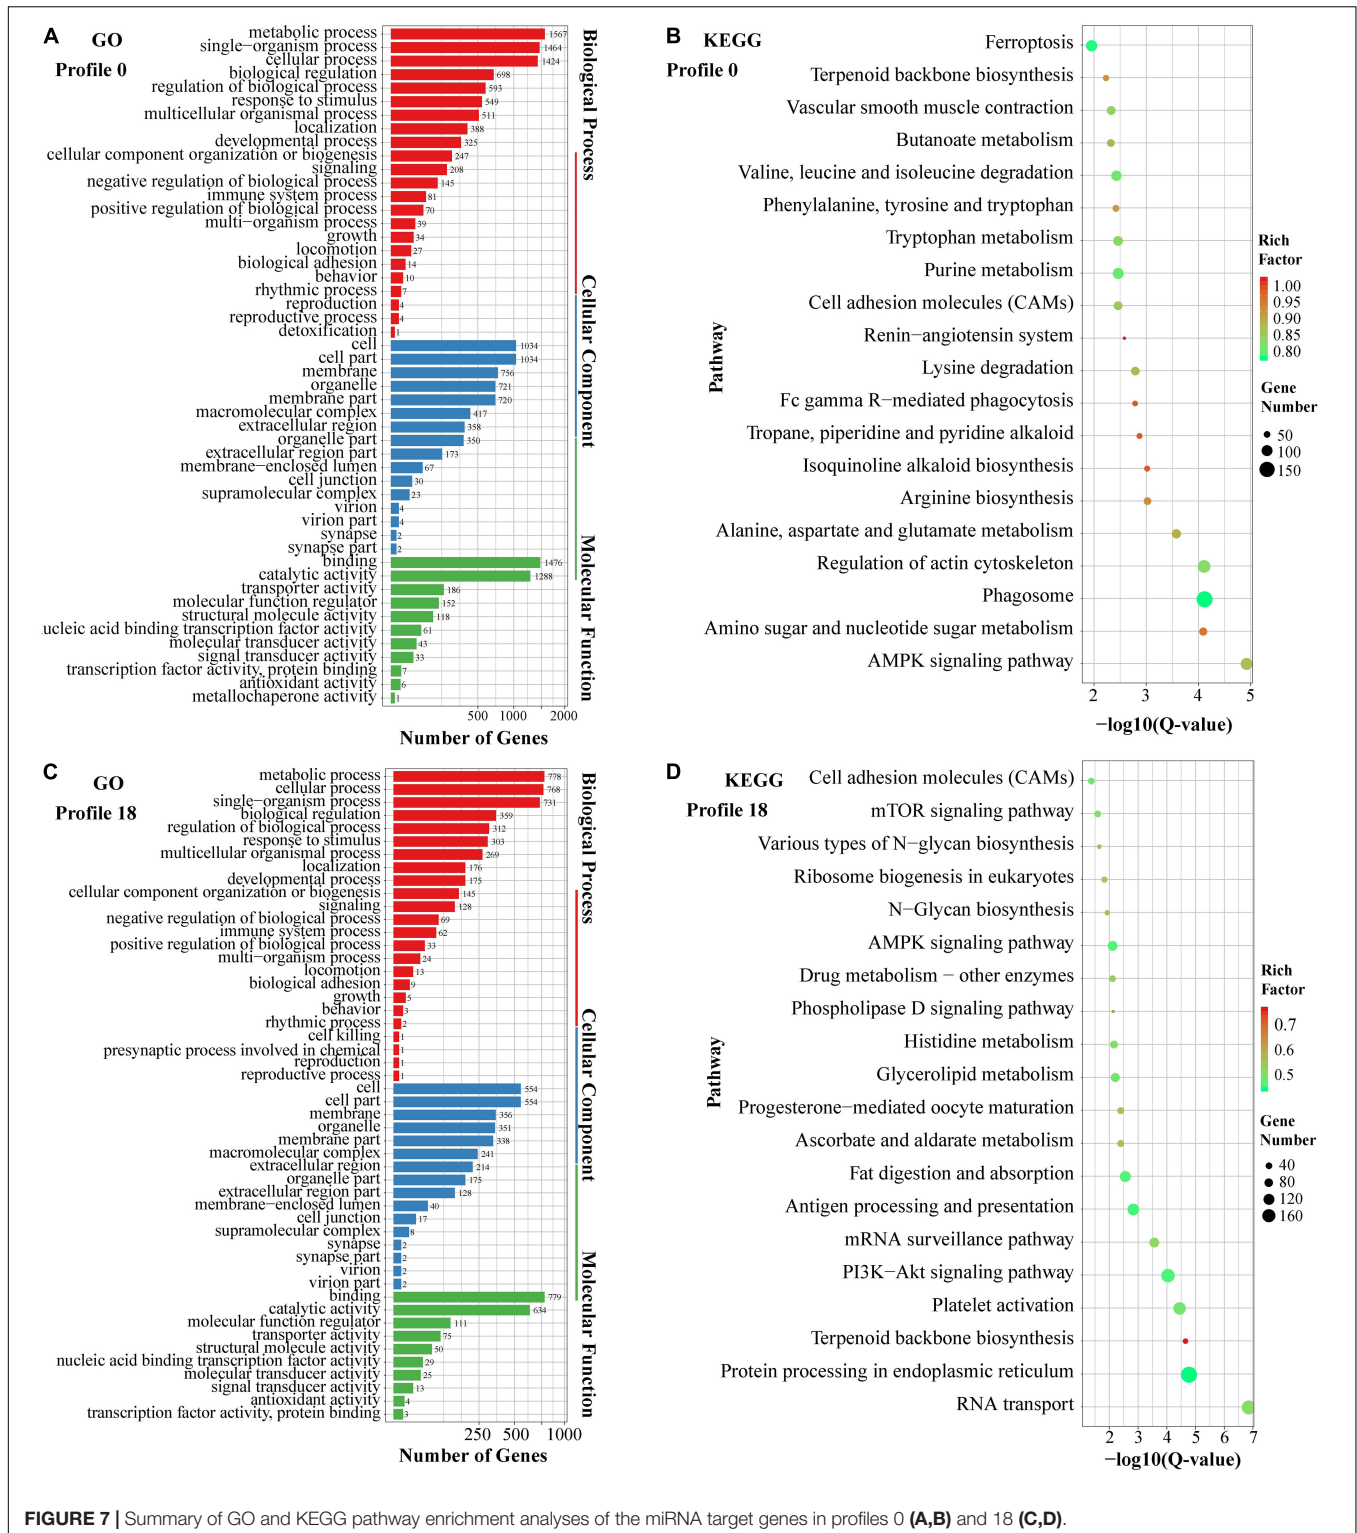 A
GO
Profile 0
metabolic process 1567
single−organism process 1464
cellular process 1424
biological regulation 698
regulation of biological process 593
response to stimulus 549
multicellular organismal process 511
localization 388
developmental process 325
cellular component organization or biogenesis 247
signaling 208
negative regulation of biological process 145
immune system process 81
positive regulation of biological process 70
multi−organism process 39
growth 34
locomotion 27
biological adhesion 14
behavior 10
rhythmic process 7
reproduction 4
reproductive process 4
detoxification 1
cell 1034
cell part 1034
membrane 756
organelle 721
membrane part 720
macromolecular complex 417
extracellular region 358
organelle part 350
extracellular region part 173
membrane−enclosed lumen 67
cell junction 30
supramolecular complex 23
virion 4
virion part 4
synapse 2
synapse part 2
binding 1476
catalytic activity 1288
transporter activity 186
molecular function regulator 152
structural molecule activity 118
ucleic acid binding transcription factor activity 61
molecular transducer activity 43
signal transducer activity 33
transcription factor activity, protein binding 7
antioxidant activity 6
metallochaperone activity 1
500 1000 2000
Number of Genes
Biological Process
Cellular Component
Molecular Function
B
KEGG
Profile 0
Ferroptosis
Terpenoid backbone biosynthesis
Vascular smooth muscle contraction
Butanoate metabolism
Valine, leucine and isoleucine degradation
Phenylalanine, tyrosine and tryptophan
Tryptophan metabolism
Purine metabolism
Cell adhesion molecules (CAMs)
Renin−angiotensin system
Lysine degradation
Fc gamma R−mediated phagocytosis
Tropane, piperidine and pyridine alkaloid
Isoquinoline alkaloid biosynthesis
Arginine biosynthesis
Alanine, aspartate and glutamate metabolism
Regulation of actin cytoskeleton
Phagosome
Amino sugar and nucleotide sugar metabolism
AMPK signaling pathway
Pathway
2 3 4 5
−log10(Q-value)
Rich
Factor
1.00
0.95
0.90
0.85
0.80
Gene
Number
50
100
150
C
GO
Profile 18
metabolic process 778
cellular process 768
single−organism process 731
biological regulation 359
regulation of biological process 312
response to stimulus 303
multicellular organismal process 269
localization 176
developmental process 175
cellular component organization or biogenesis 145
signaling 128
negative regulation of biological process 69
immune system process 62
positive regulation of biological process 33
multi−organism process 24
locomotion 13
biological adhesion 9
growth 5
behavior 3
rhythmic process 2
cell killing 1
presynaptic process involved in chemical 1
reproduction 1
reproductive process 1
cell 554
cell part 554
membrane 356
organelle 351
membrane part 338
macromolecular complex 241
extracellular region 214
organelle part 175
extracellular region part 128
membrane−enclosed lumen 40
cell junction 17
supramolecular complex 8
synapse 2
synapse part 2
virion 2
virion part 2
binding 779
catalytic activity 634
molecular function regulator 111
transporter activity 75
structural molecule activity 50
nucleic acid binding transcription factor activity 29
molecular transducer activity 25
signal transducer activity 13
antioxidant activity 4
transcription factor activity, protein binding 3
250 500 1000
Number of Genes
Biological Process
Cellular Component
Molecular Function
D
KEGG
Profile 18
Cell adhesion molecules (CAMs)
mTOR signaling pathway
Various types of N−glycan biosynthesis
Ribosome biogenesis in eukaryotes
N−Glycan biosynthesis
AMPK signaling pathway
Drug metabolism − other enzymes
Phospholipase D signaling pathway
Histidine metabolism
Glycerolipid metabolism
Progesterone−mediated oocyte maturation
Ascorbate and aldarate metabolism
Fat digestion and absorption
Antigen processing and presentation
mRNA surveillance pathway
PI3K−Akt signaling pathway
Platelet activation
Terpenoid backbone biosynthesis
Protein processing in endoplasmic reticulum
RNA transport
Pathway
2 3 4 5 6 7
−log10(Q-value)
Rich
Factor
0.7
0.6
0.5
Gene
Number
40
80
120
160
FIGURE 7 | Summary of GO and KEGG pathway enrichment analyses of the miRNA target genes in profiles 0 (A,B) and 18 (C,D).